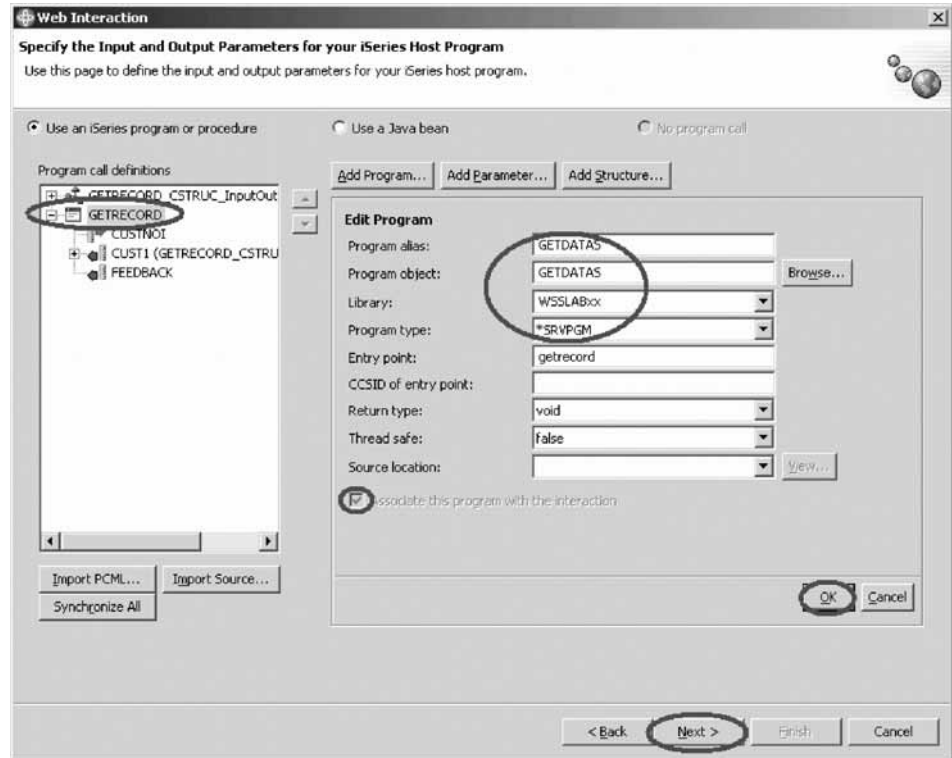 Web Interaction
Specify the Input and Output Parameters for your iSeries Host Program
Use this page to define the input and output parameters for your iSeries host program.
Use an iSeries program or procedure
Use a Java bean
No program call
Program call definitions
Add Program...
Add Parameter...
Add Structure...
GETRECORD_CSTRUC_InputOut
GETRECORD
CUSTNOI
CUST1 (GETRECORD_CSTRU
FEEDBACK
Edit Program
Program alias: GETDATAS
Program object: GETDATAS Browse...
Library: WSSLABxx
Program type: *SRVPGM
Entry point: getrecord
CCSID of entry point:
Return type: void
Thread safe: false
Source location: View...
Associate this program with the interaction
Import PCML... Import Source...
Synchronize All
OK Cancel
< Back Next > Finish Cancel